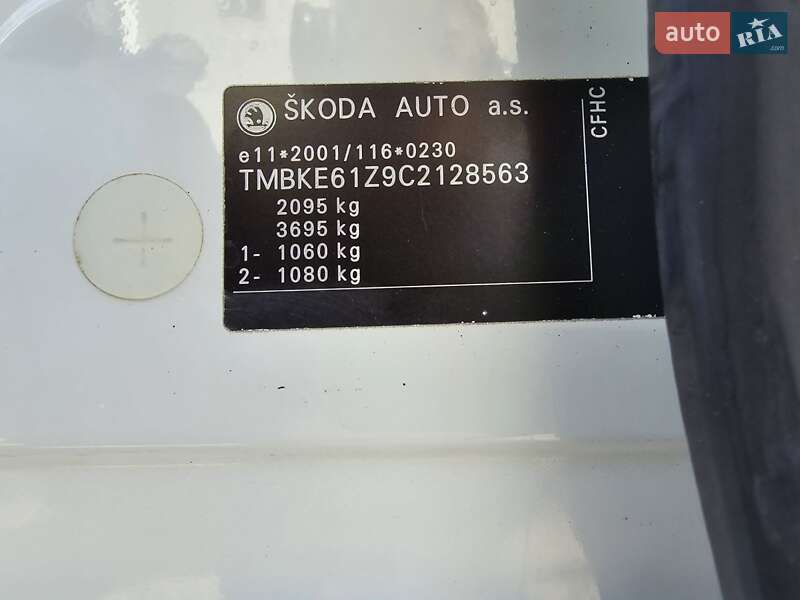 auto RIA .com
ŠKODA AUTO a.s.
CFHC
e11*2001/116*0230
TMBKE61Z9C2128563
2095 kg
3695 kg
1- 1060 kg
2- 1080 kg